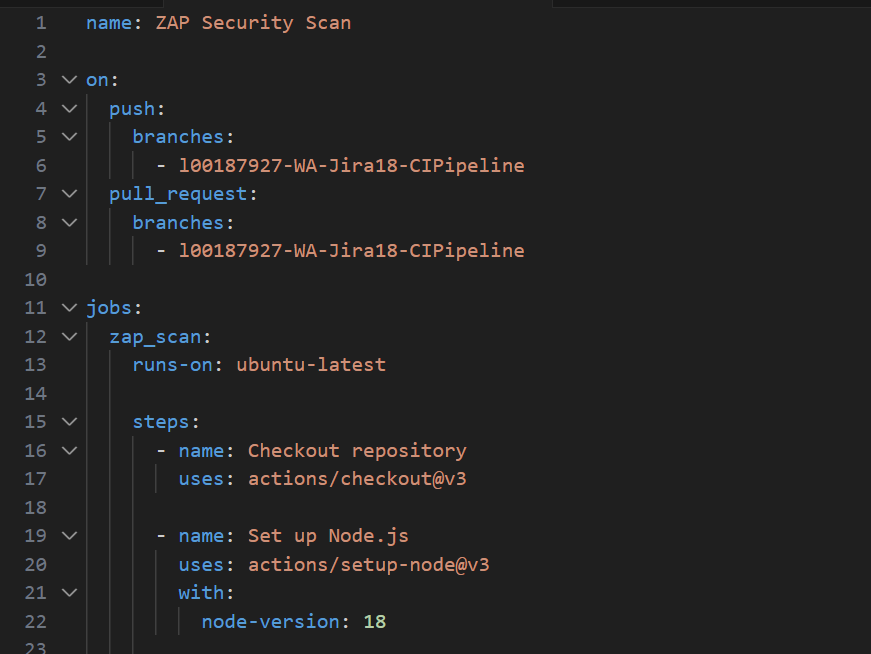 1 name: ZAP Security Scan
2
3 on:
4 push:
5 branches:
6 - l00187927-WA-Jira18-CIPipeline
7 pull_request:
8 branches:
9 - l00187927-WA-Jira18-CIPipeline
10
11 jobs:
12 zap_scan:
13 runs-on: ubuntu-latest
14
15 steps:
16 - name: Checkout repository
17 uses: actions/checkout@v3
18
19 - name: Set up Node.js
20 uses: actions/setup-node@v3
21 with:
22 node-version: 18
23